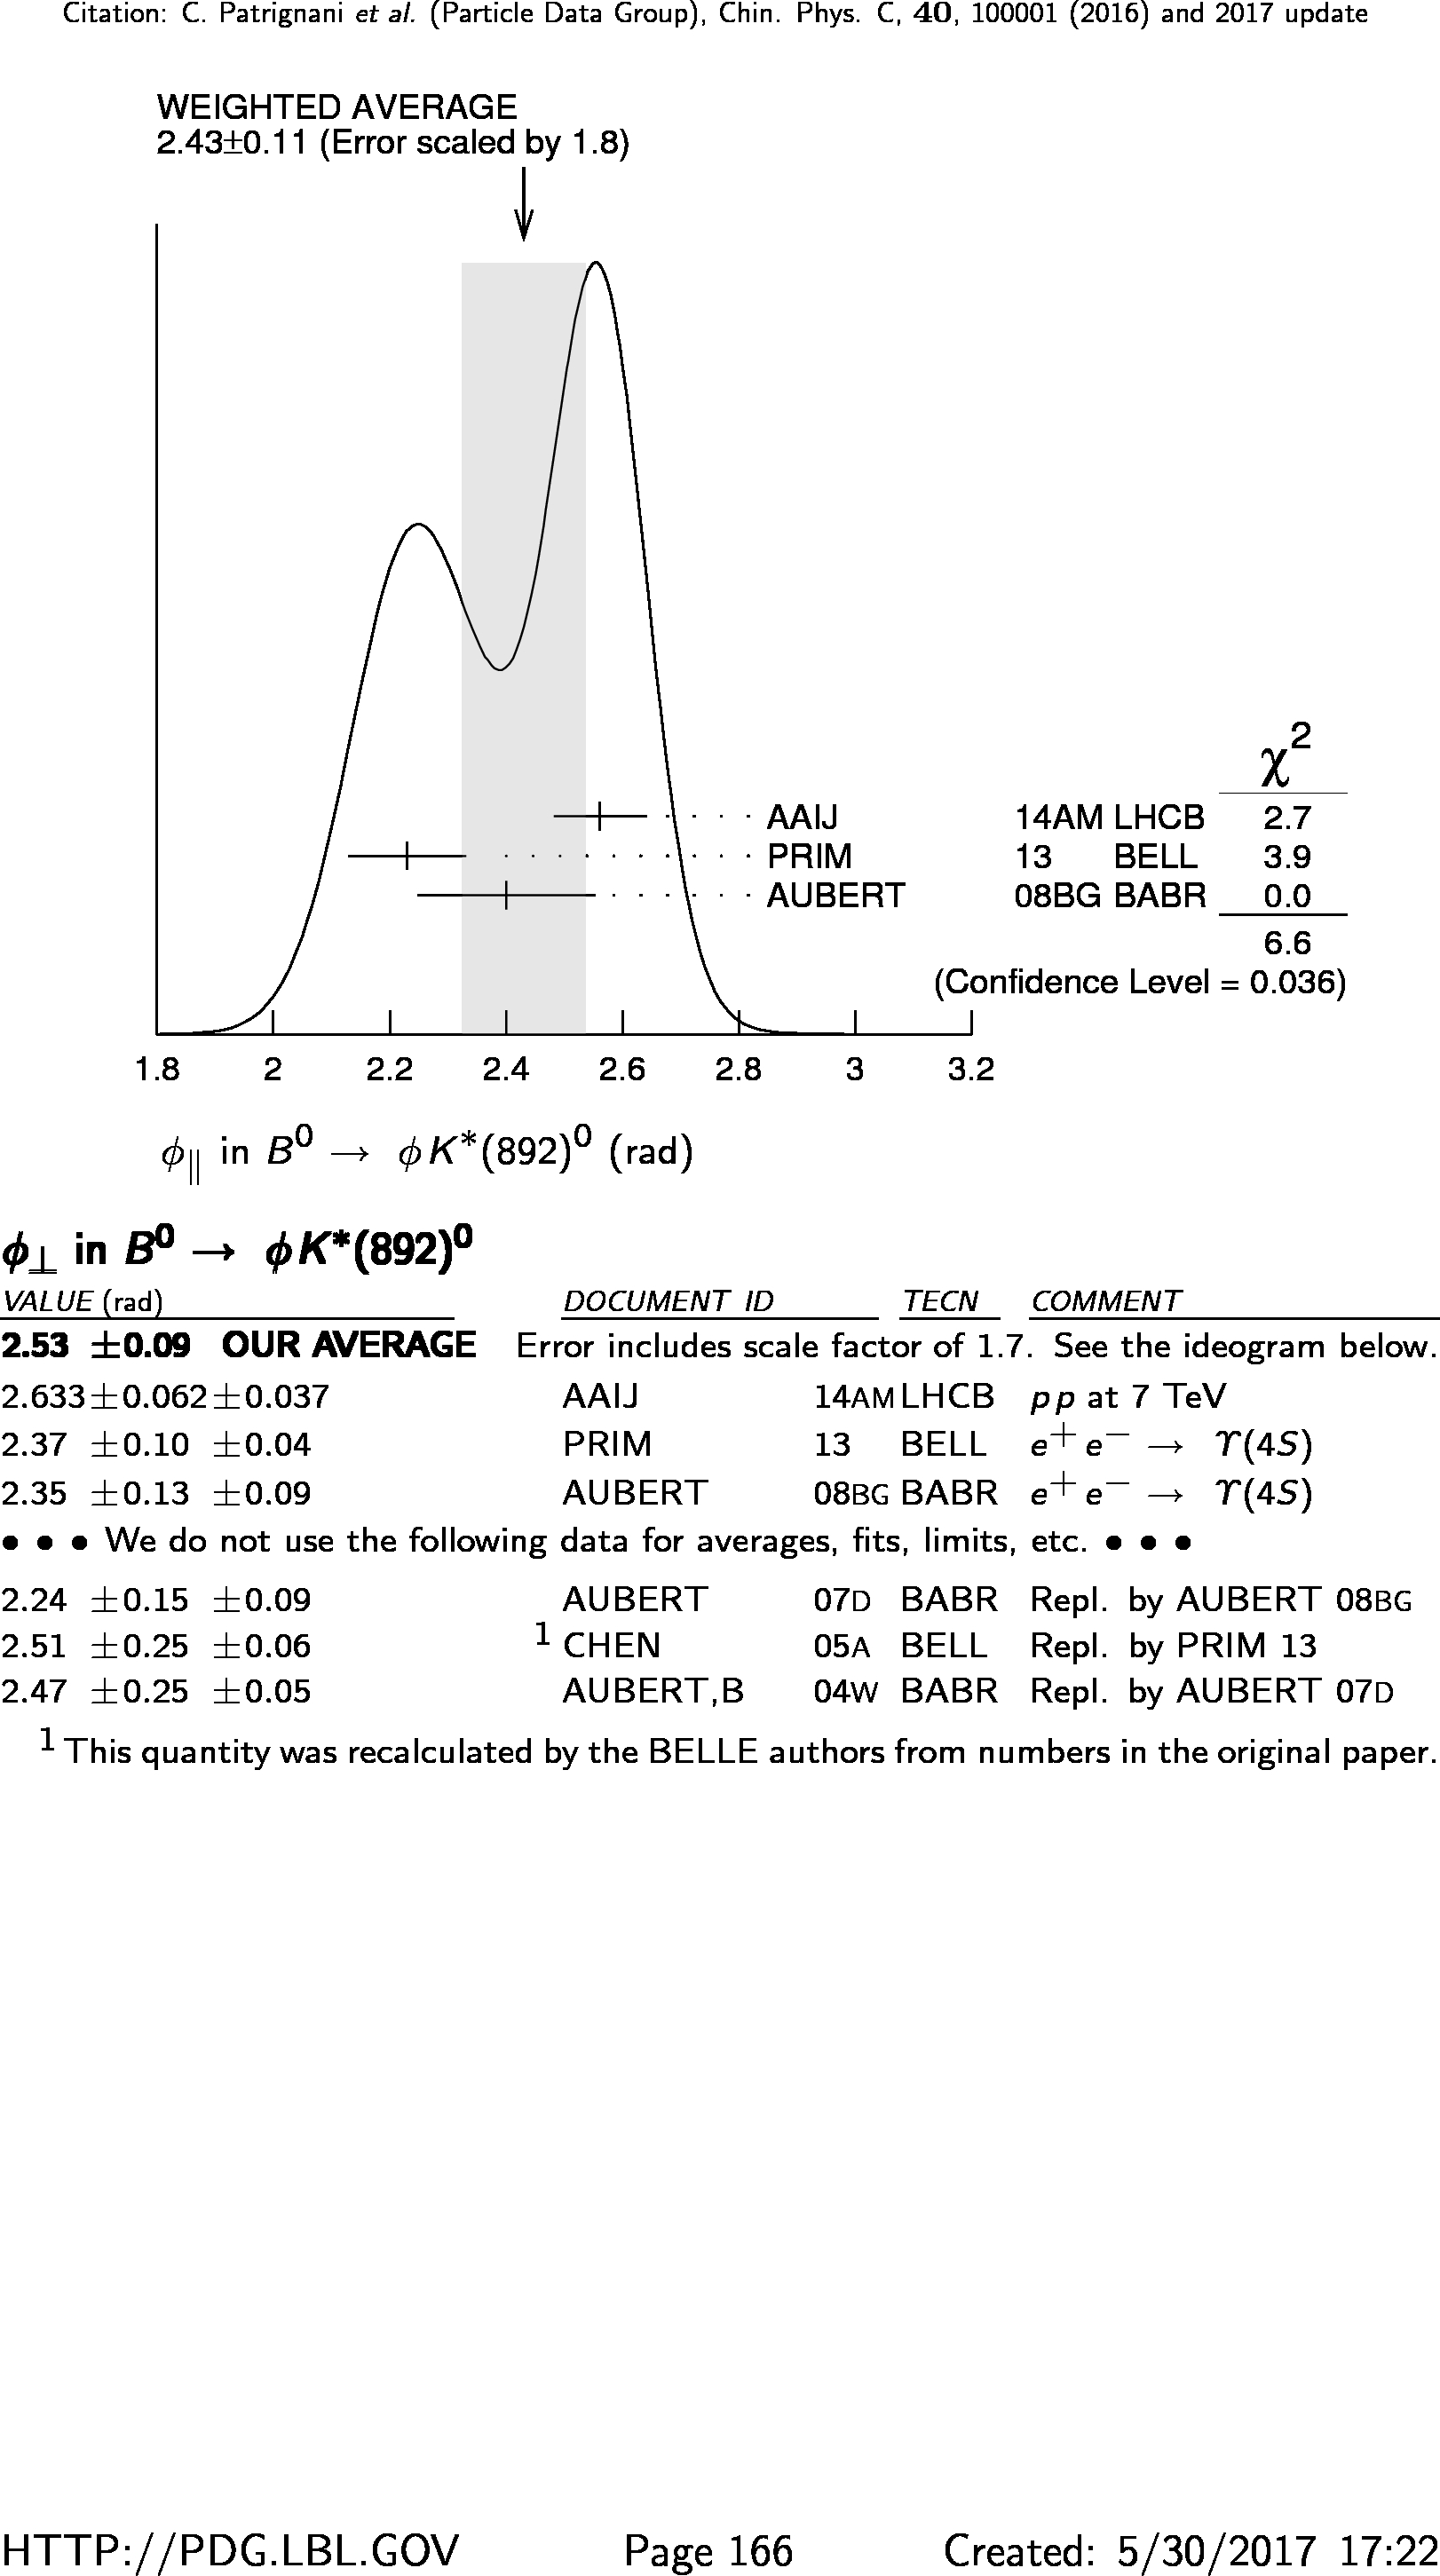 Citation: C. Patrignani et al. (Particle Data Group), Chin. Phys. C, 40, 100001 (2016) and 2017 update
WEIGHTED AVERAGE
2.43±0.11 (Error scaled by 1.8)
χ2
AAIJ 14AM LHCB 2.7
PRIM 13 BELL 3.9
AUBERT 08BG BABR 0.0
6.6
(Confidence Level = 0.036)
1.8 2 2.2 2.4 2.6 2.8 3 3.2
ϕ∥ in B0 → ϕK*(892)0 (rad)
ϕ⊥ in B0 → ϕK*(892)0
VALUE (rad) DOCUMENT ID TECN COMMENT
2.53 ±0.09 OUR AVERAGE Error includes scale factor of 1.7. See the ideogram below.
2.633±0.062±0.037 AAIJ 14AM LHCB pp at 7 TeV
2.37 ±0.10 ±0.04 PRIM 13 BELL e+ e− → ϒ(4S)
2.35 ±0.13 ±0.09 AUBERT 08BG BABR e+ e− → ϒ(4S)
• • • We do not use the following data for averages, fits, limits, etc. • • •
2.24 ±0.15 ±0.09 AUBERT 07D BABR Repl. by AUBERT 08BG
2.51 ±0.25 ±0.06 1 CHEN 05A BELL Repl. by PRIM 13
2.47 ±0.25 ±0.05 AUBERT,B 04W BABR Repl. by AUBERT 07D
1 This quantity was recalculated by the BELLE authors from numbers in the original paper.
HTTP://PDG.LBL.GOV Page 166 Created: 5/30/2017 17:22